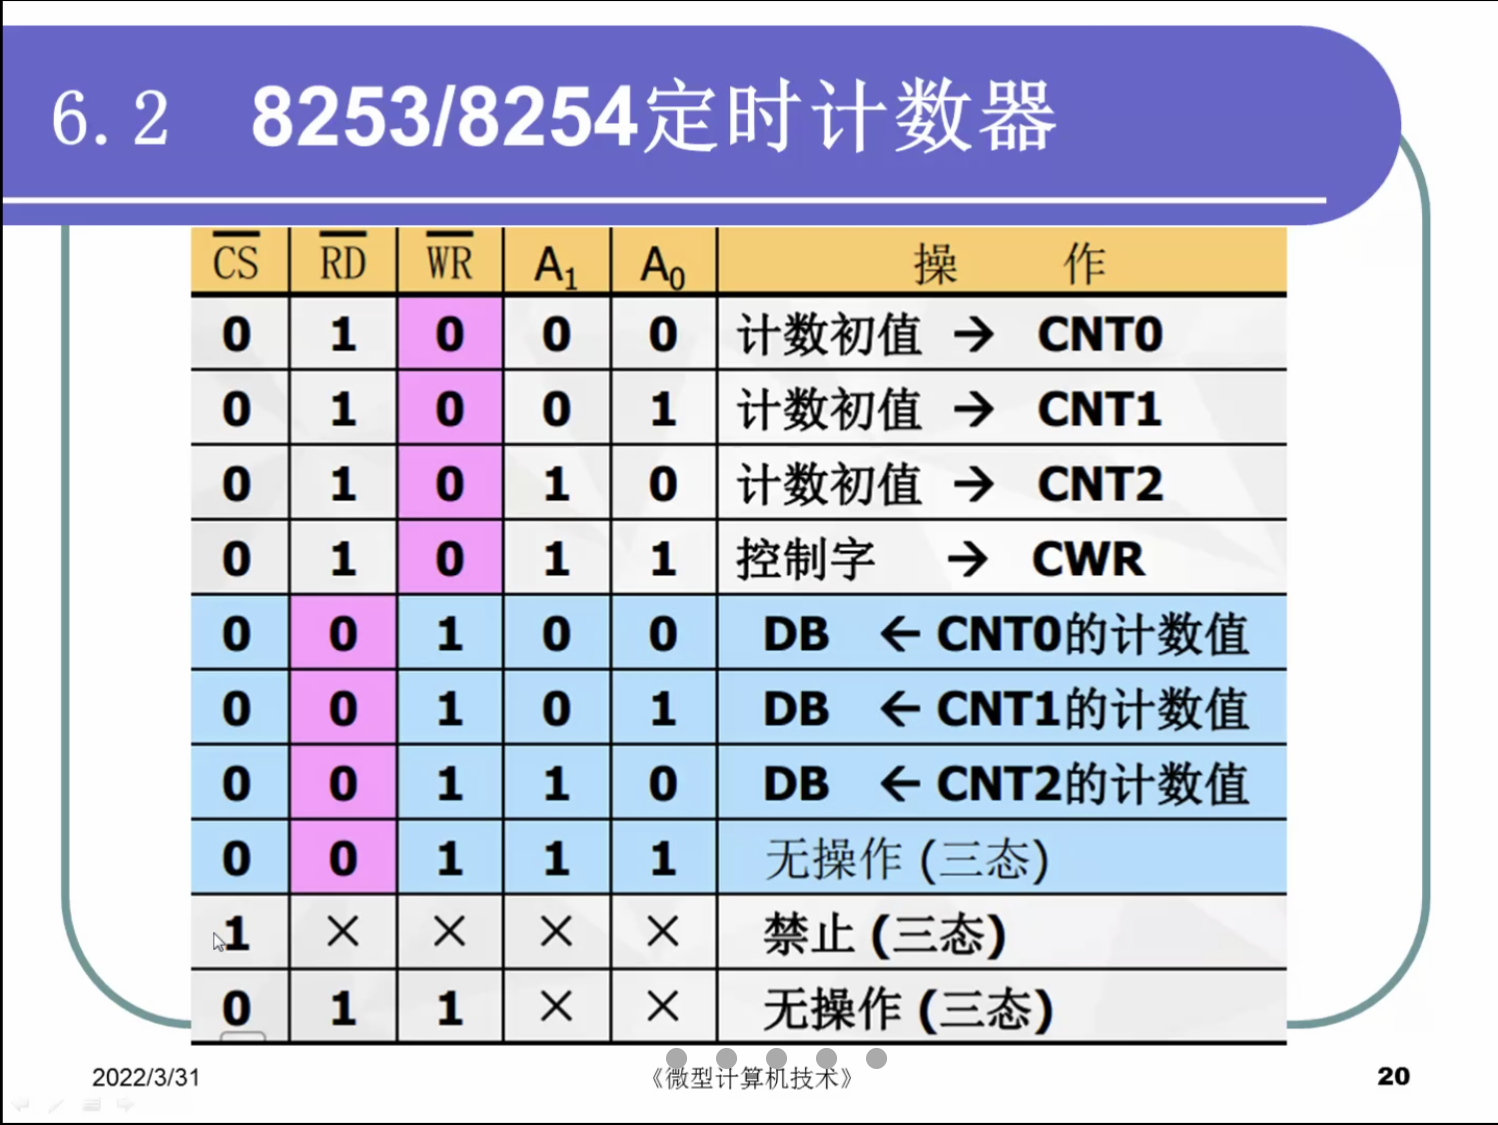 6.2 8253/8254定时计数器
CS RD WR A1 A0 操 作
0 1 0 0 0 计数初值 → CNT0
0 1 0 0 1 计数初值 → CNT1
0 1 0 1 0 计数初值 → CNT2
0 1 0 1 1 控制字 → CWR
0 0 1 0 0 DB ← CNT0的计数值
0 0 1 0 1 DB ← CNT1的计数值
0 0 1 1 0 DB ← CNT2的计数值
0 0 1 1 1 无操作 (三态)
1 × × × × 禁止 (三态)
0 1 1 × × 无操作 (三态)
2022/3/31 《微型计算机技术》 20